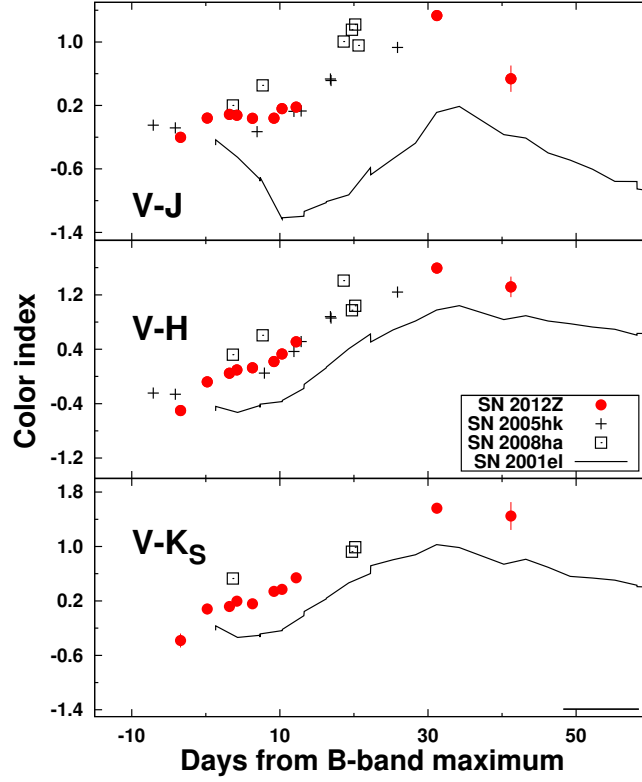 1.0
0.2
-0.6
-1.4
V-J
1.2
0.4
-0.4
-1.2
V-H
SN 2012Z
SN 2005hk
SN 2008ha
SN 2001el
Color index
1.8
1.0
0.2
-0.6
-1.4
V-KS
-10 10 30 50
Days from B-band maximum